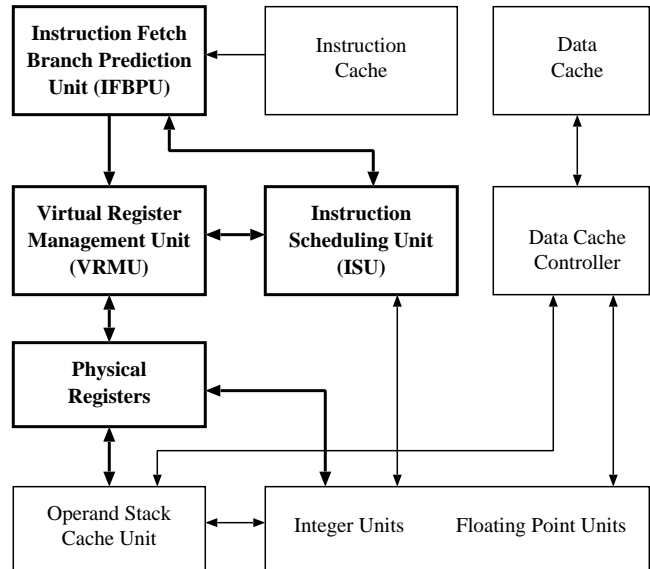 Instruction Fetch
Branch Prediction
Unit (IFBPU)
Instruction
Cache
Data
Cache
Virtual Register
Management Unit
(VRMU)
Instruction
Scheduling Unit
(ISU)
Data Cache
Controller
Physical
Registers
Operand Stack
Cache Unit
Integer Units
Floating Point Units